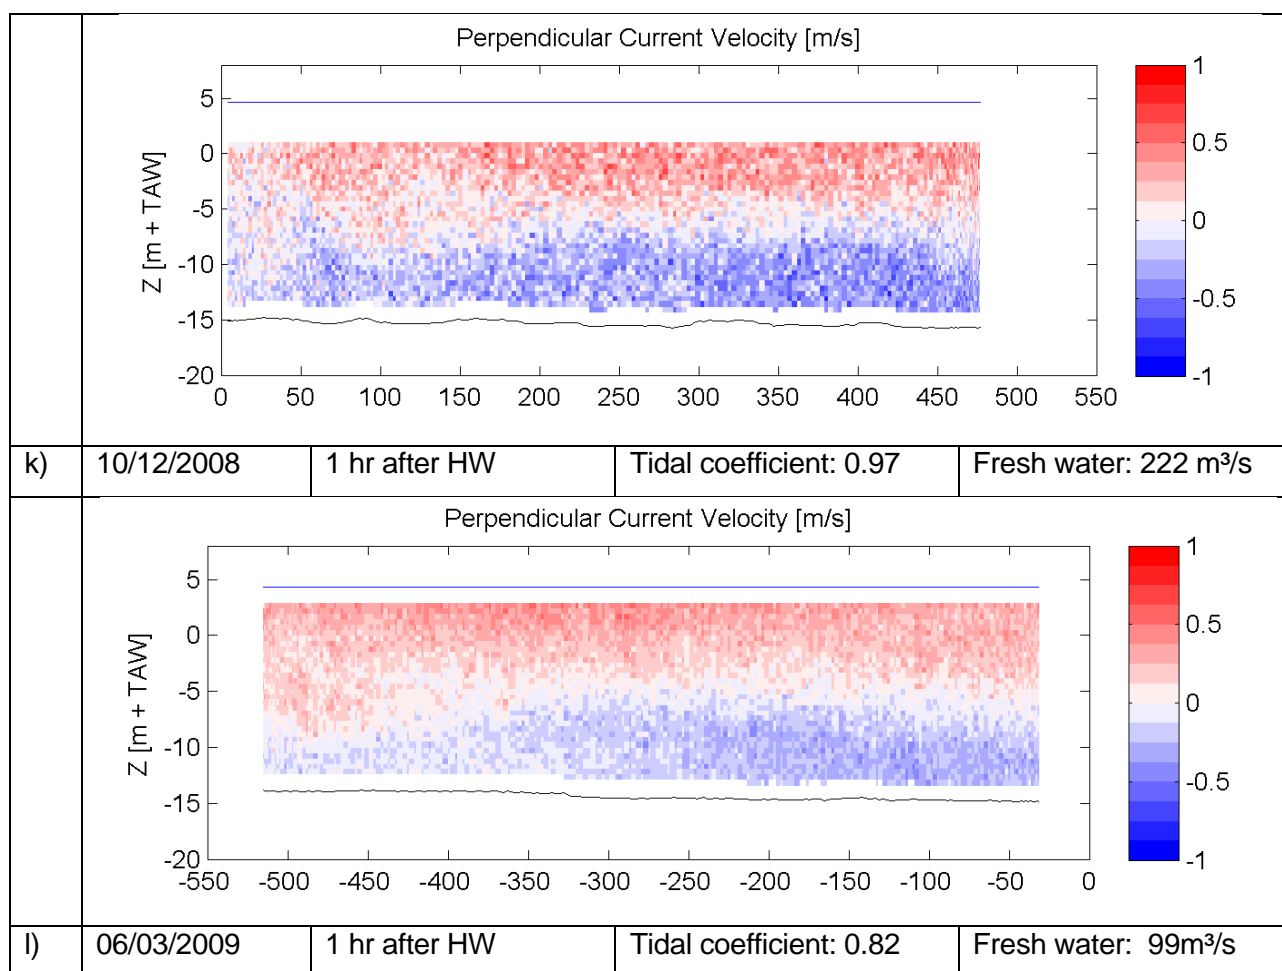 Perpendicular Current Velocity [m/s]
Z [m + TAW]
5
0
-5
-10
-15
-20
0 50 100 150 200 250 300 350 400 450 500 550
1
0.5
0
-0.5
-1
k) 10/12/2008 1 hr after HW Tidal coefficient: 0.97 Fresh water: 222 m³/s
Perpendicular Current Velocity [m/s]
Z [m + TAW]
5
0
-5
-10
-15
-20
-550 -500 -450 -400 -350 -300 -250 -200 -150 -100 -50 0
1
0.5
0
-0.5
-1
l) 06/03/2009 1 hr after HW Tidal coefficient: 0.82 Fresh water: 99m³/s